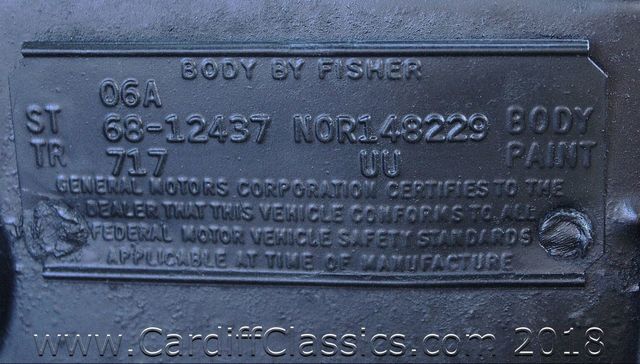 BODY BY FISHER
06A
ST 68-12437 NOR148229 BODY
TR 717 UU PAINT
GENERAL MOTORS CORPORATION CERTIFIES TO THE
DEALER THAT THIS VEHICLE CONFORMS TO ALL
FEDERAL MOTOR VEHICLE SAFETY STANDARDS
APPLICABLE AT TIME OF MANUFACTURE
www.CardiffClassics.com 2018